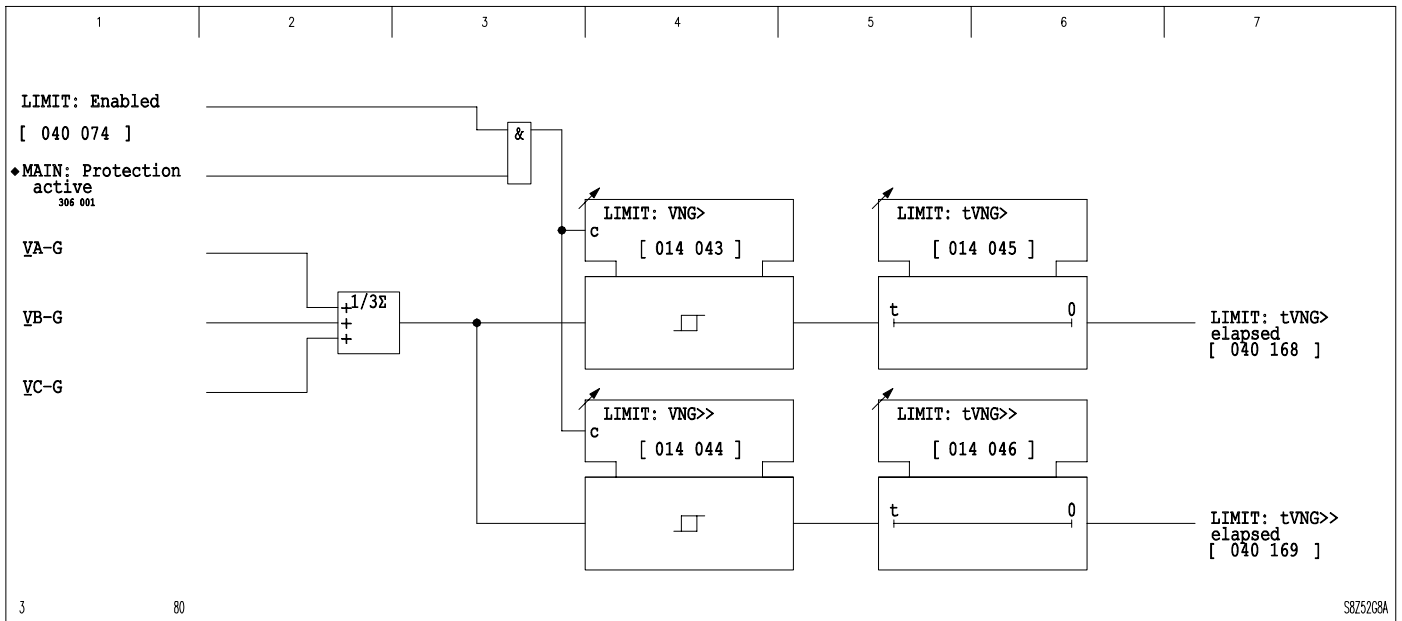 1 2 3 4 5 6 7
LIMIT: Enabled
[ 040 074 ]
◆MAIN: Protection
active
306 001
&
LIMIT: VNG>
c
[ 014 043 ]
LIMIT: tVNG>
[ 014 045 ]
VA-G
1/3Σ
+
VB-G
+
+
VC-G
t 0
LIMIT: tVNG>
elapsed
[ 040 168 ]
LIMIT: VNG>>
c
[ 014 044 ]
LIMIT: tVNG>>
[ 014 046 ]
t 0
LIMIT: tVNG>>
elapsed
[ 040 169 ]
3 80 S8Z52G8A